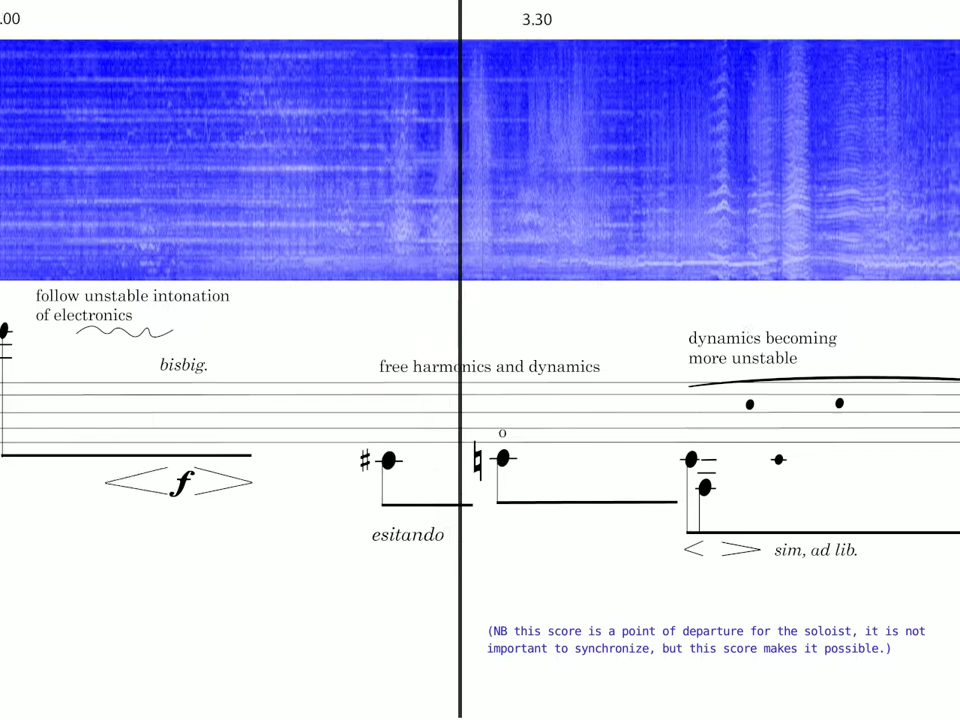 .00
3.30
follow unstable intonation
of electronics
bisbig.
free harmonics and dynamics
dynamics becoming
more unstable
o
f
esitando
sim, ad lib.
(NB this score is a point of departure for the soloist, it is not
important to synchronize, but this score makes it possible.)